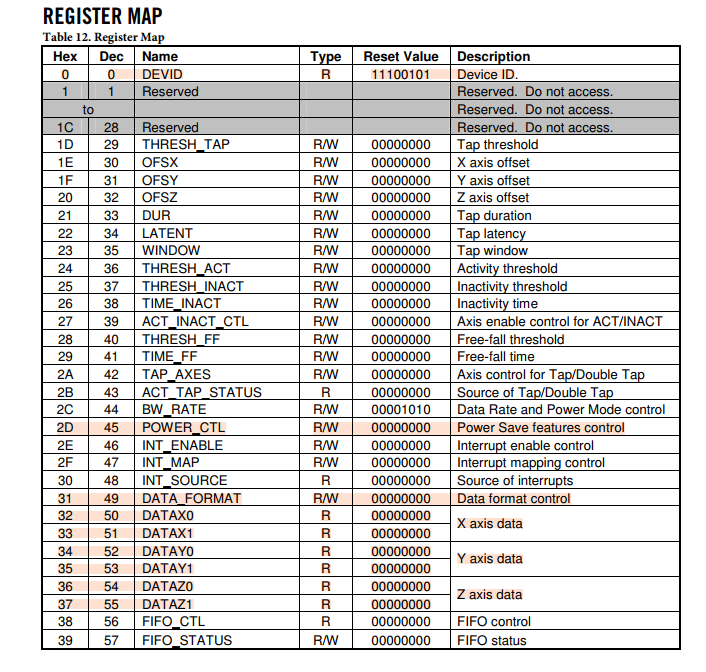 REGISTER MAP
Table 12. Register Map
Hex Dec Name Type Reset Value Description
0 0 DEVID R 11100101 Device ID.
1 1 Reserved Reserved. Do not access.
to Reserved. Do not access.
1C 28 Reserved Reserved. Do not access.
1D 29 THRESH_TAP R/W 00000000 Tap threshold
1E 30 OFSX R/W 00000000 X axis offset
1F 31 OFSY R/W 00000000 Y axis offset
20 32 OFSZ R/W 00000000 Z axis offset
21 33 DUR R/W 00000000 Tap duration
22 34 LATENT R/W 00000000 Tap latency
23 35 WINDOW R/W 00000000 Tap window
24 36 THRESH_ACT R/W 00000000 Activity threshold
25 37 THRESH_INACT R/W 00000000 Inactivity threshold
26 38 TIME_INACT R/W 00000000 Inactivity time
27 39 ACT_INACT_CTL R/W 00000000 Axis enable control for ACT/INACT
28 40 THRESH_FF R/W 00000000 Free-fall threshold
29 41 TIME_FF R/W 00000000 Free-fall time
2A 42 TAP_AXES R/W 00000000 Axis control for Tap/Double Tap
2B 43 ACT_TAP_STATUS R 00000000 Source of Tap/Double Tap
2C 44 BW_RATE R/W 00001010 Data Rate and Power Mode control
2D 45 POWER_CTL R/W 00000000 Power Save features control
2E 46 INT_ENABLE R/W 00000000 Interrupt enable control
2F 47 INT_MAP R/W 00000000 Interrupt mapping control
30 48 INT_SOURCE R 00000000 Source of interrupts
31 49 DATA_FORMAT R/W 00000000 Data format control
32 50 DATAX0 R 00000000 X axis data
33 51 DATAX1 R 00000000
34 52 DATAY0 R 00000000 Y axis data
35 53 DATAY1 R 00000000
36 54 DATAZ0 R 00000000 Z axis data
37 55 DATAZ1 R 00000000
38 56 FIFO_CTL R 00000000 FIFO control
39 57 FIFO_STATUS R/W 00000000 FIFO status